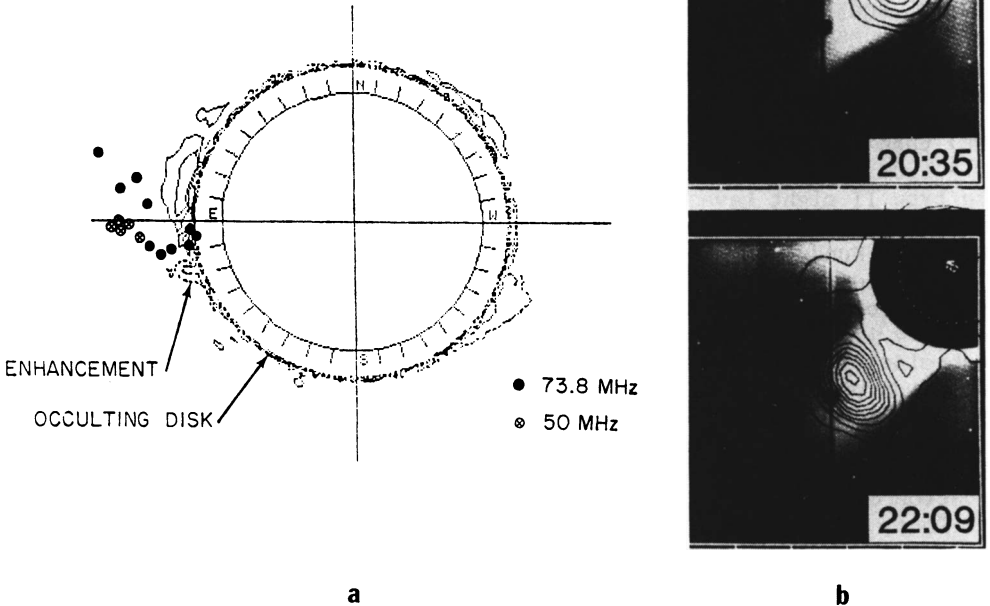 N
E
W
S
ENHANCEMENT
OCCULTING DISK
73.8 MHz
50 MHz
a
20:35
22:09
b